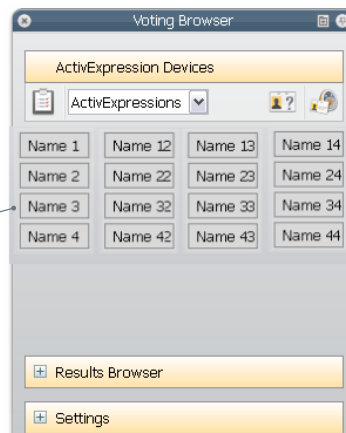 Voting Browser
ActivExpression Devices
ActivExpressions
?
Name 1 Name 12 Name 13 Name 14
Name 2 Name 22 Name 23 Name 24
Name 3 Name 32 Name 33 Name 34
Name 4 Name 42 Name 43 Name 44
Results Browser
Settings